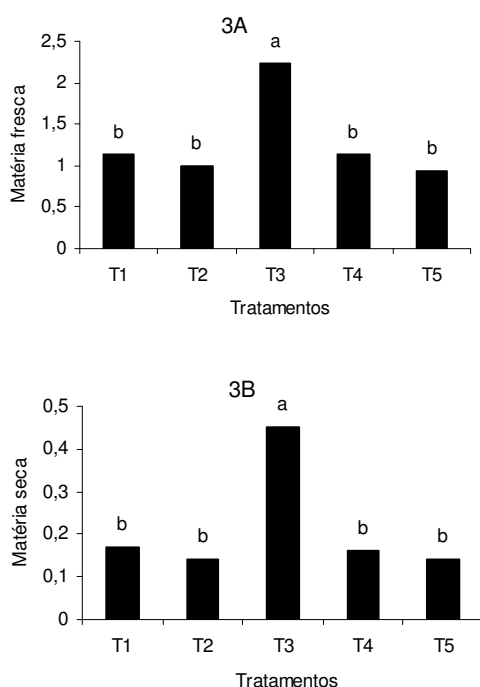 3A
Matéria fresca
2,5
2
1,5
1
0,5
0
b
b
a
b
b
T1 T2 T3 T4 T5
Tratamentos
3B
Matéria seca
0,5
0,4
0,3
0,2
0,1
0
b
b
a
b
b
T1 T2 T3 T4 T5
Tratamentos